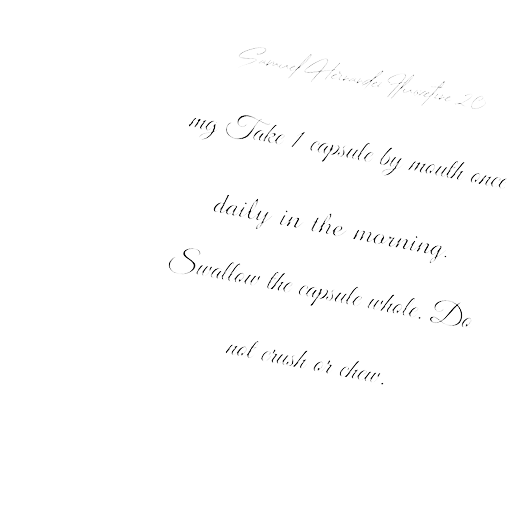 Samuel Hernandez Fluoxetine 20
mg Take 1 capsule by mouth once
daily in the morning.
Swallow the capsule whole. Do
not crush or chew.